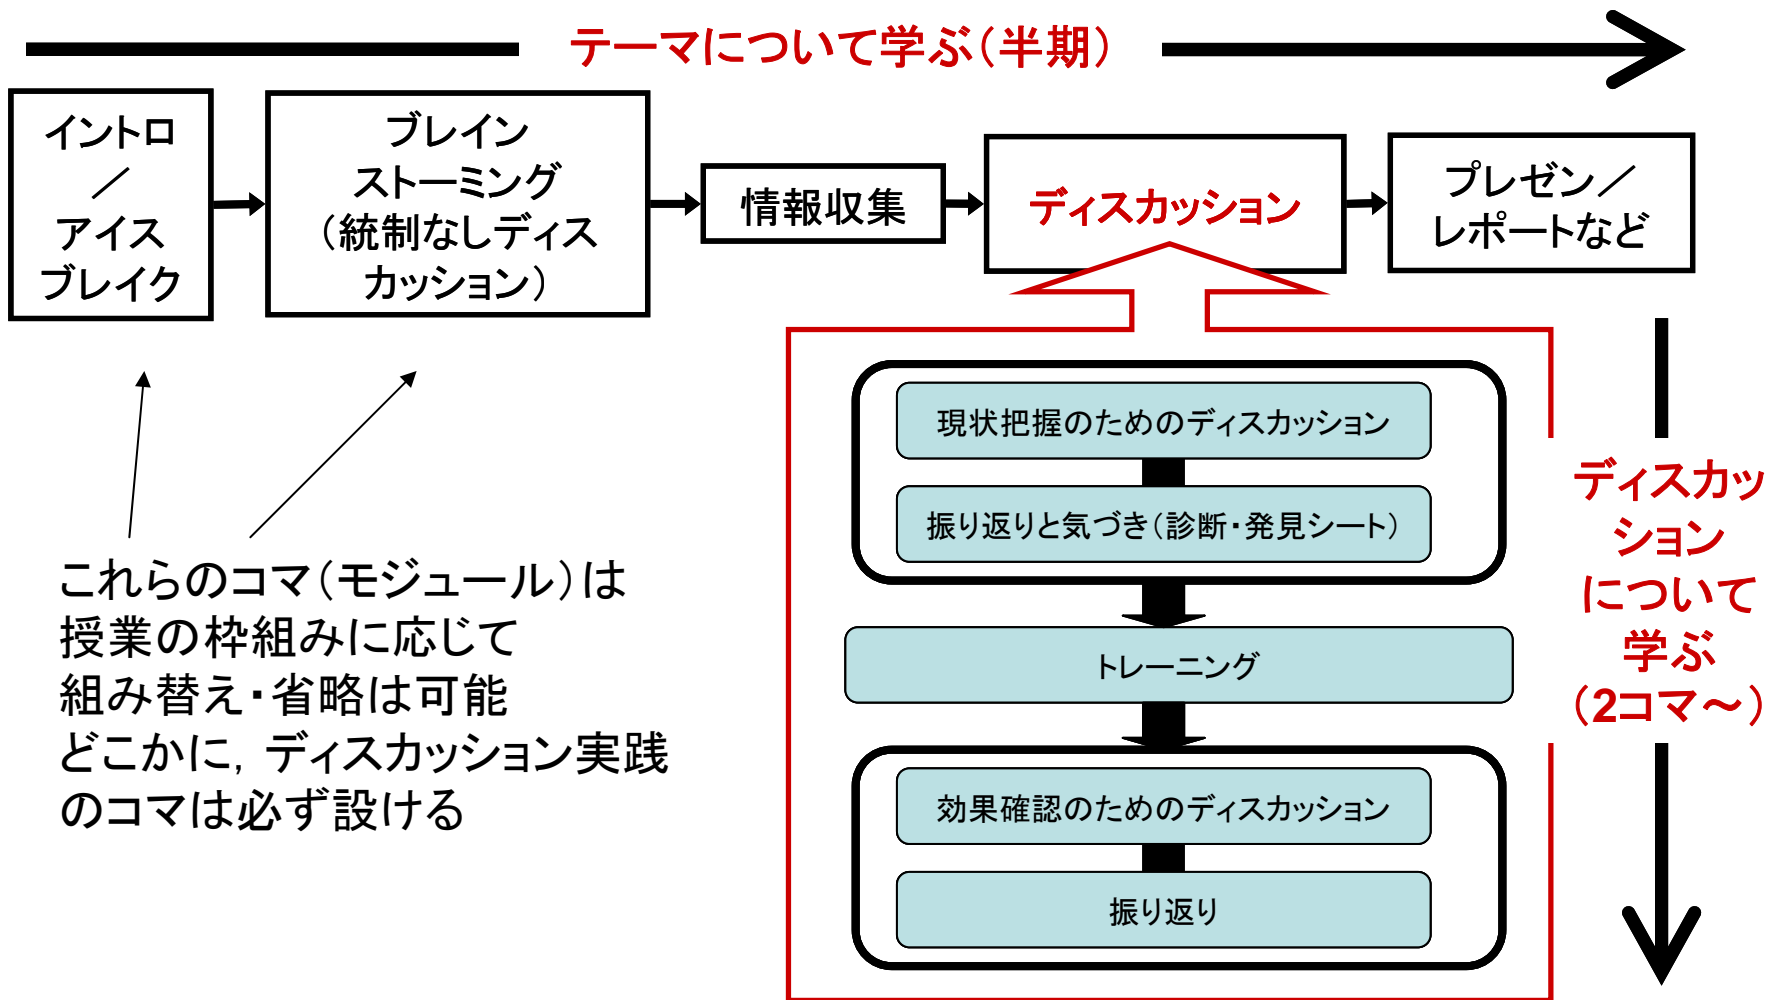 テーマについて学ぶ（半期）
イントロ
／
アイス
ブレイク
ブレイン
ストーミング
（統制なしディス
カッション）
情報収集
ディスカッション
プレゼン／
レポートなど
現状把握のためのディスカッション
振り返りと気づき（診断・発見シート）
トレーニング
効果確認のためのディスカッション
振り返り
ディスカッ
ション
について
学ぶ
（2コマ～）
これらのコマ（モジュール）は
授業の枠組みに応じて
組み替え・省略は可能
どこかに，ディスカッション実践
のコマは必ず設ける